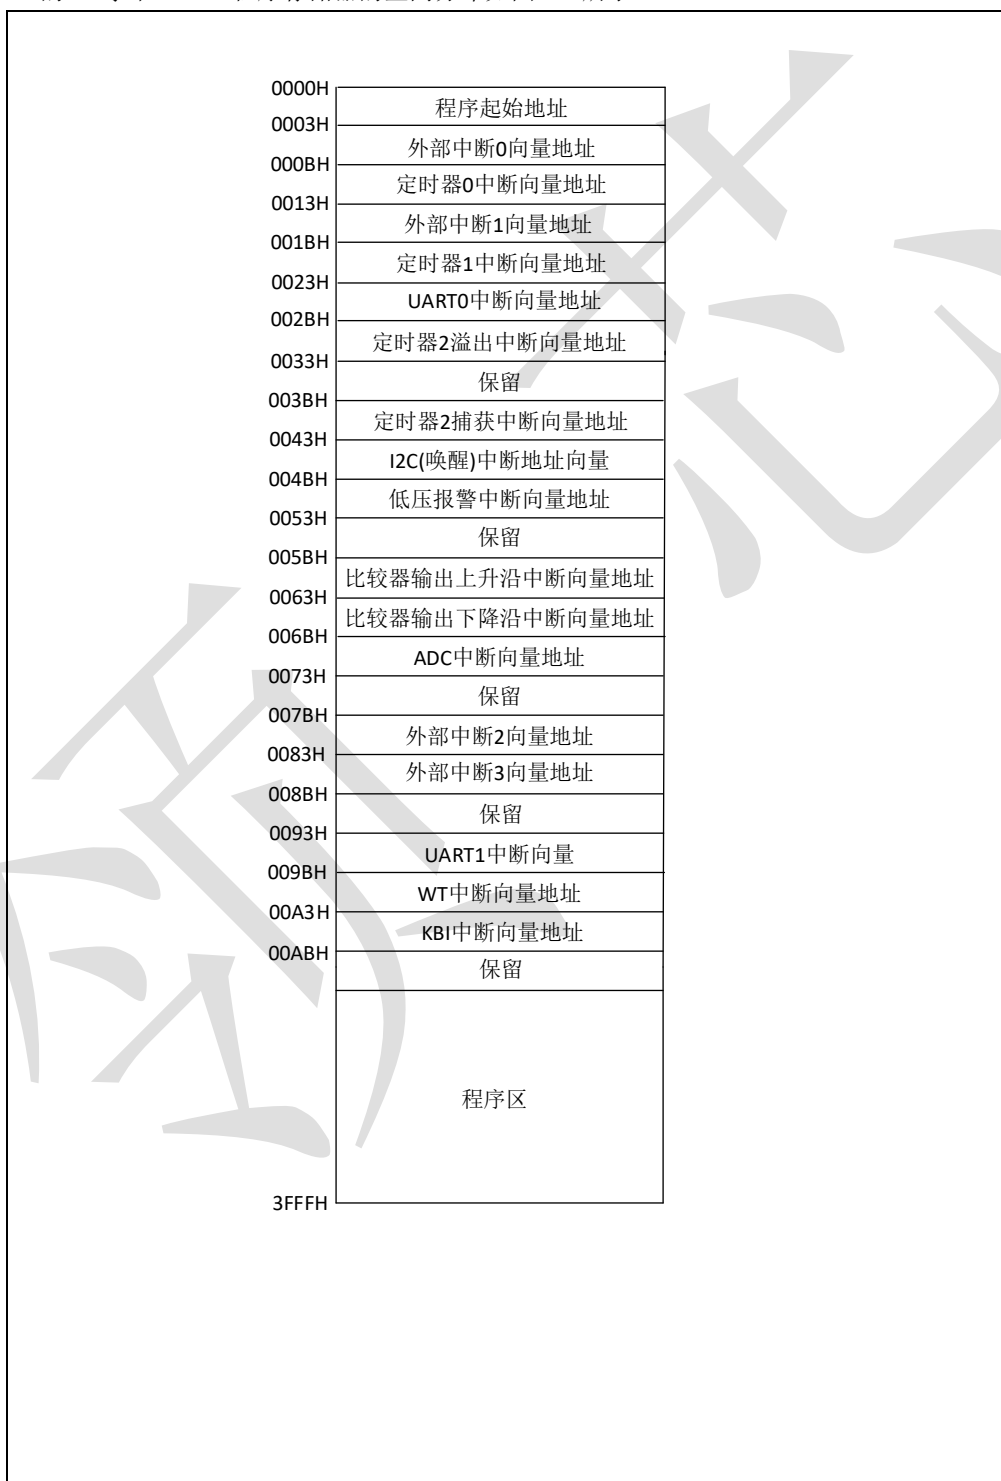 0000H
程序起始地址
0003H
外部中断0向量地址
000BH
定时器0中断向量地址
0013H
外部中断1向量地址
001BH
定时器1中断向量地址
0023H
UART0中断向量地址
002BH
定时器2溢出中断向量地址
0033H
保留
003BH
定时器2捕获中断向量地址
0043H
I2C(唤醒)中断地址向量
004BH
低压报警中断向量地址
0053H
保留
005BH
比较器输出上升沿中断向量地址
0063H
比较器输出下降沿中断向量地址
006BH
ADC中断向量地址
0073H
保留
007BH
外部中断2向量地址
0083H
外部中断3向量地址
008BH
保留
0093H
UART1中断向量
009BH
WT中断向量地址
00A3H
KBI中断向量地址
00ABH
保留
程序区
3FFFH